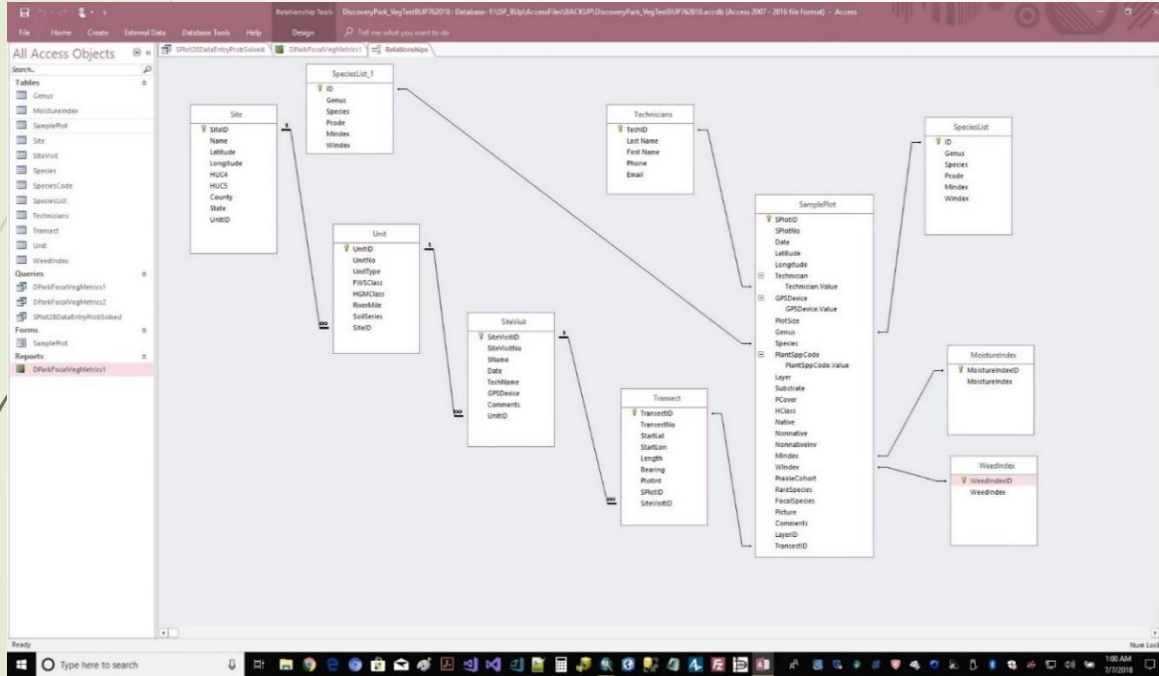 Relationship Tools
DiscoveryPark_VegTestBUP762018 : Database- F:\DP_BUp\AccessFiles\BACKUP\DiscoveryPark_VegTestBUP762018.accdb (Access 2007 - 2016 file format) - Access
File Home Create External Data Database Tools Help Design Tell me what you want to do
All Access Objects
Search..
Tables
Genus
MoistureIndex
SamplePlot
Site
SiteVisit
Species
SpeciesCode
SpeciesList
Technicians
Transect
Unit
WeedIndex
Queries
DParkFocalVegMetrics1
DParkFocalVegMetrics2
SPlot28DataEntryProbSolved
Forms
SamplePlot
Reports
DParkFocalVegMetrics1
SPlot28DataEntryProbSolved DParkFocalVegMetrics1 Relationships
Site
SiteID
Name
Latitude
Longitude
HUC4
HUC5
County
State
UnitID
1
∞
SpeciesList_1
ID
Genus
Species
Pcode
Mindex
Windex
Unit
UnitID
UnitNo
UnitType
FWSClass
HGMClass
RiverMile
SoilSeries
SiteID
1
∞
SiteVisit
SiteVisitID
SiteVisitNo
SName
Date
TechName
GPSDevice
Comments
UnitID
1
∞
Transect
TransectID
TransectNo
StartLat
StartLon
Length
Bearing
PlotInt
SPlotID
SiteVisitID
Technicians
TechID
Last Name
First Name
Phone
Email
SamplePlot
SPlotID
SPlotNo
Date
Latitude
Longitude
Technician
Technician.Value
GPSDevice
GPSDevice.Value
PlotSize
Genus
Species
PlantSppCode
PlantSppCode.Value
Layer
Substrate
PCover
HClass
Native
Nonnative
NonnativeInv
Mindex
WIndex
PrairieCohort
RareSpecies
FocalSpecies
Picture
Comments
LayerID
TransectID
SpeciesList
ID
Genus
Species
Pcode
Mindex
Windex
MoistureIndex
MoistureIndexID
MoistureIndex
WeedIndex
WeedIndexID
WeedIndex
Ready
Num Lock
Type here to search
1:00 AM
7/7/2018